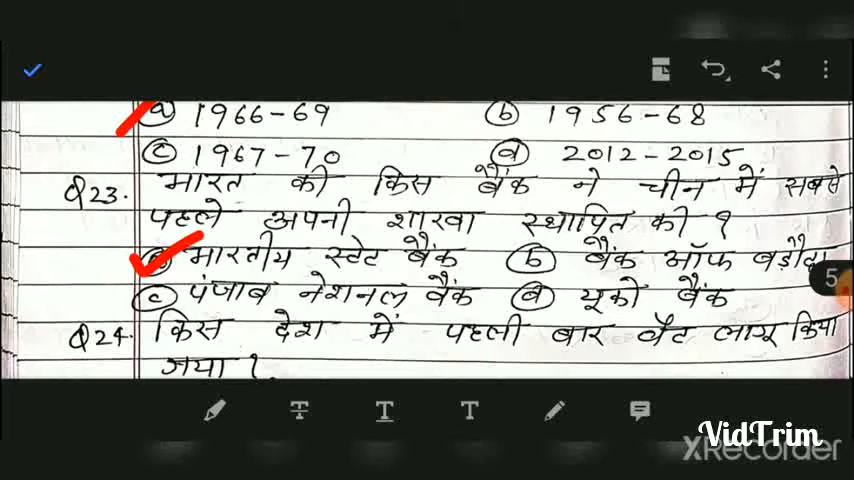 ⓐ 1966-69 ⓑ 1956-68
ⓒ 1967-70 ⓓ 2012-2015
Q23. भारत की किस बैंक ने चीन में सबसे
पहले अपनी शाखा स्थापित की ?
ⓐ भारतीय स्टेट बैंक ⓑ बैंक ऑफ बड़ौदा
ⓒ पंजाब नेशनल बैंक ⓓ यूको बैंक
5
Q24. किस देश में पहली बार वैट लागू किया
गया ?
T T T
VidTrim
XRecorder